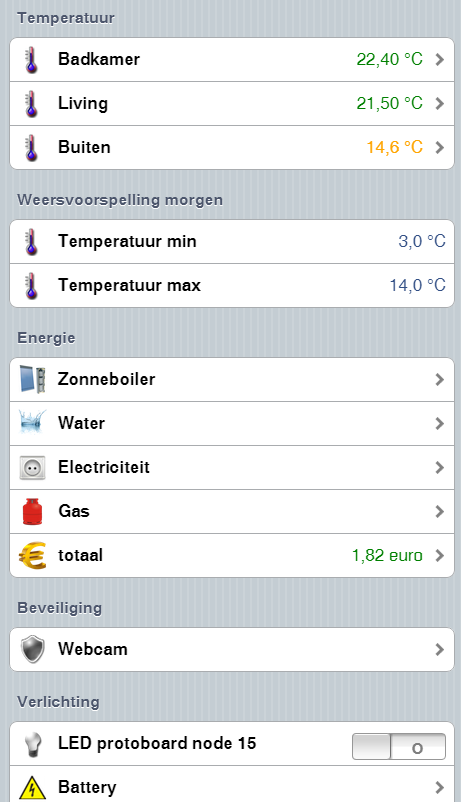 Temperatuur
Badkamer 22,40 °C
Living 21,50 °C
Buiten 14,6 °C
Weersvoorspelling morgen
Temperatuur min 3,0 °C
Temperatuur max 14,0 °C
Energie
Zonneboiler
Water
Electriciteit
Gas
totaal 1,82 euro
Beveiliging
Webcam
Verlichting
LED protoboard node 15 O
Battery